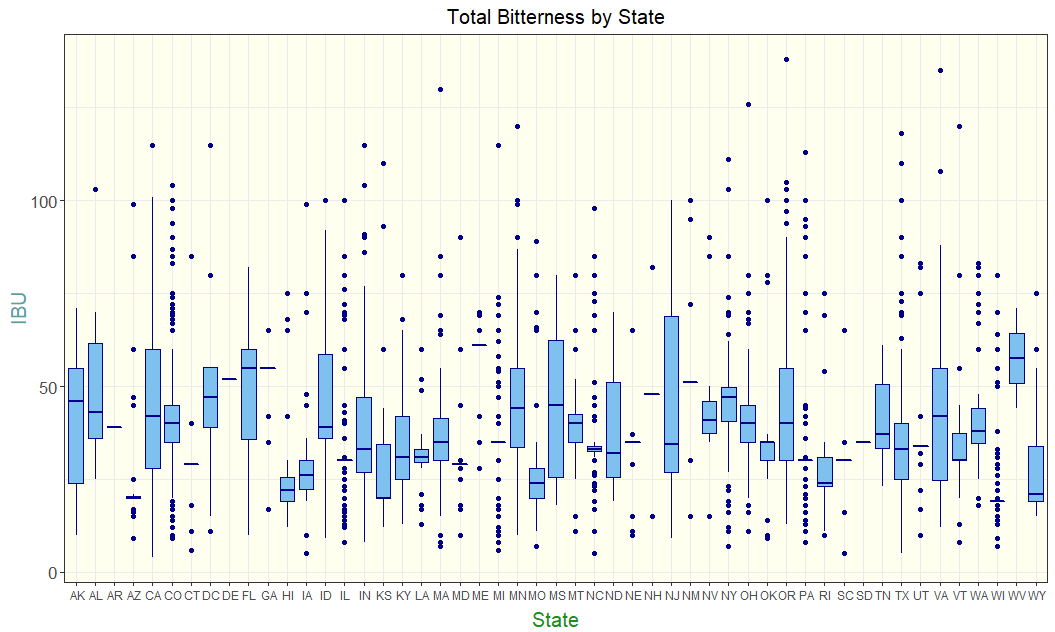 Total Bitterness by State
IBU
100
50
0
AK AL AR AZ CA CO CT DC DE FL GA HI IA ID IL IN KS KY LA MA MD ME MI MN MO MS MT NC ND NE NH NJ NM NV NY OH OK OR PA RI SC SD TN TX UT VA VT WA WI WV WY
State